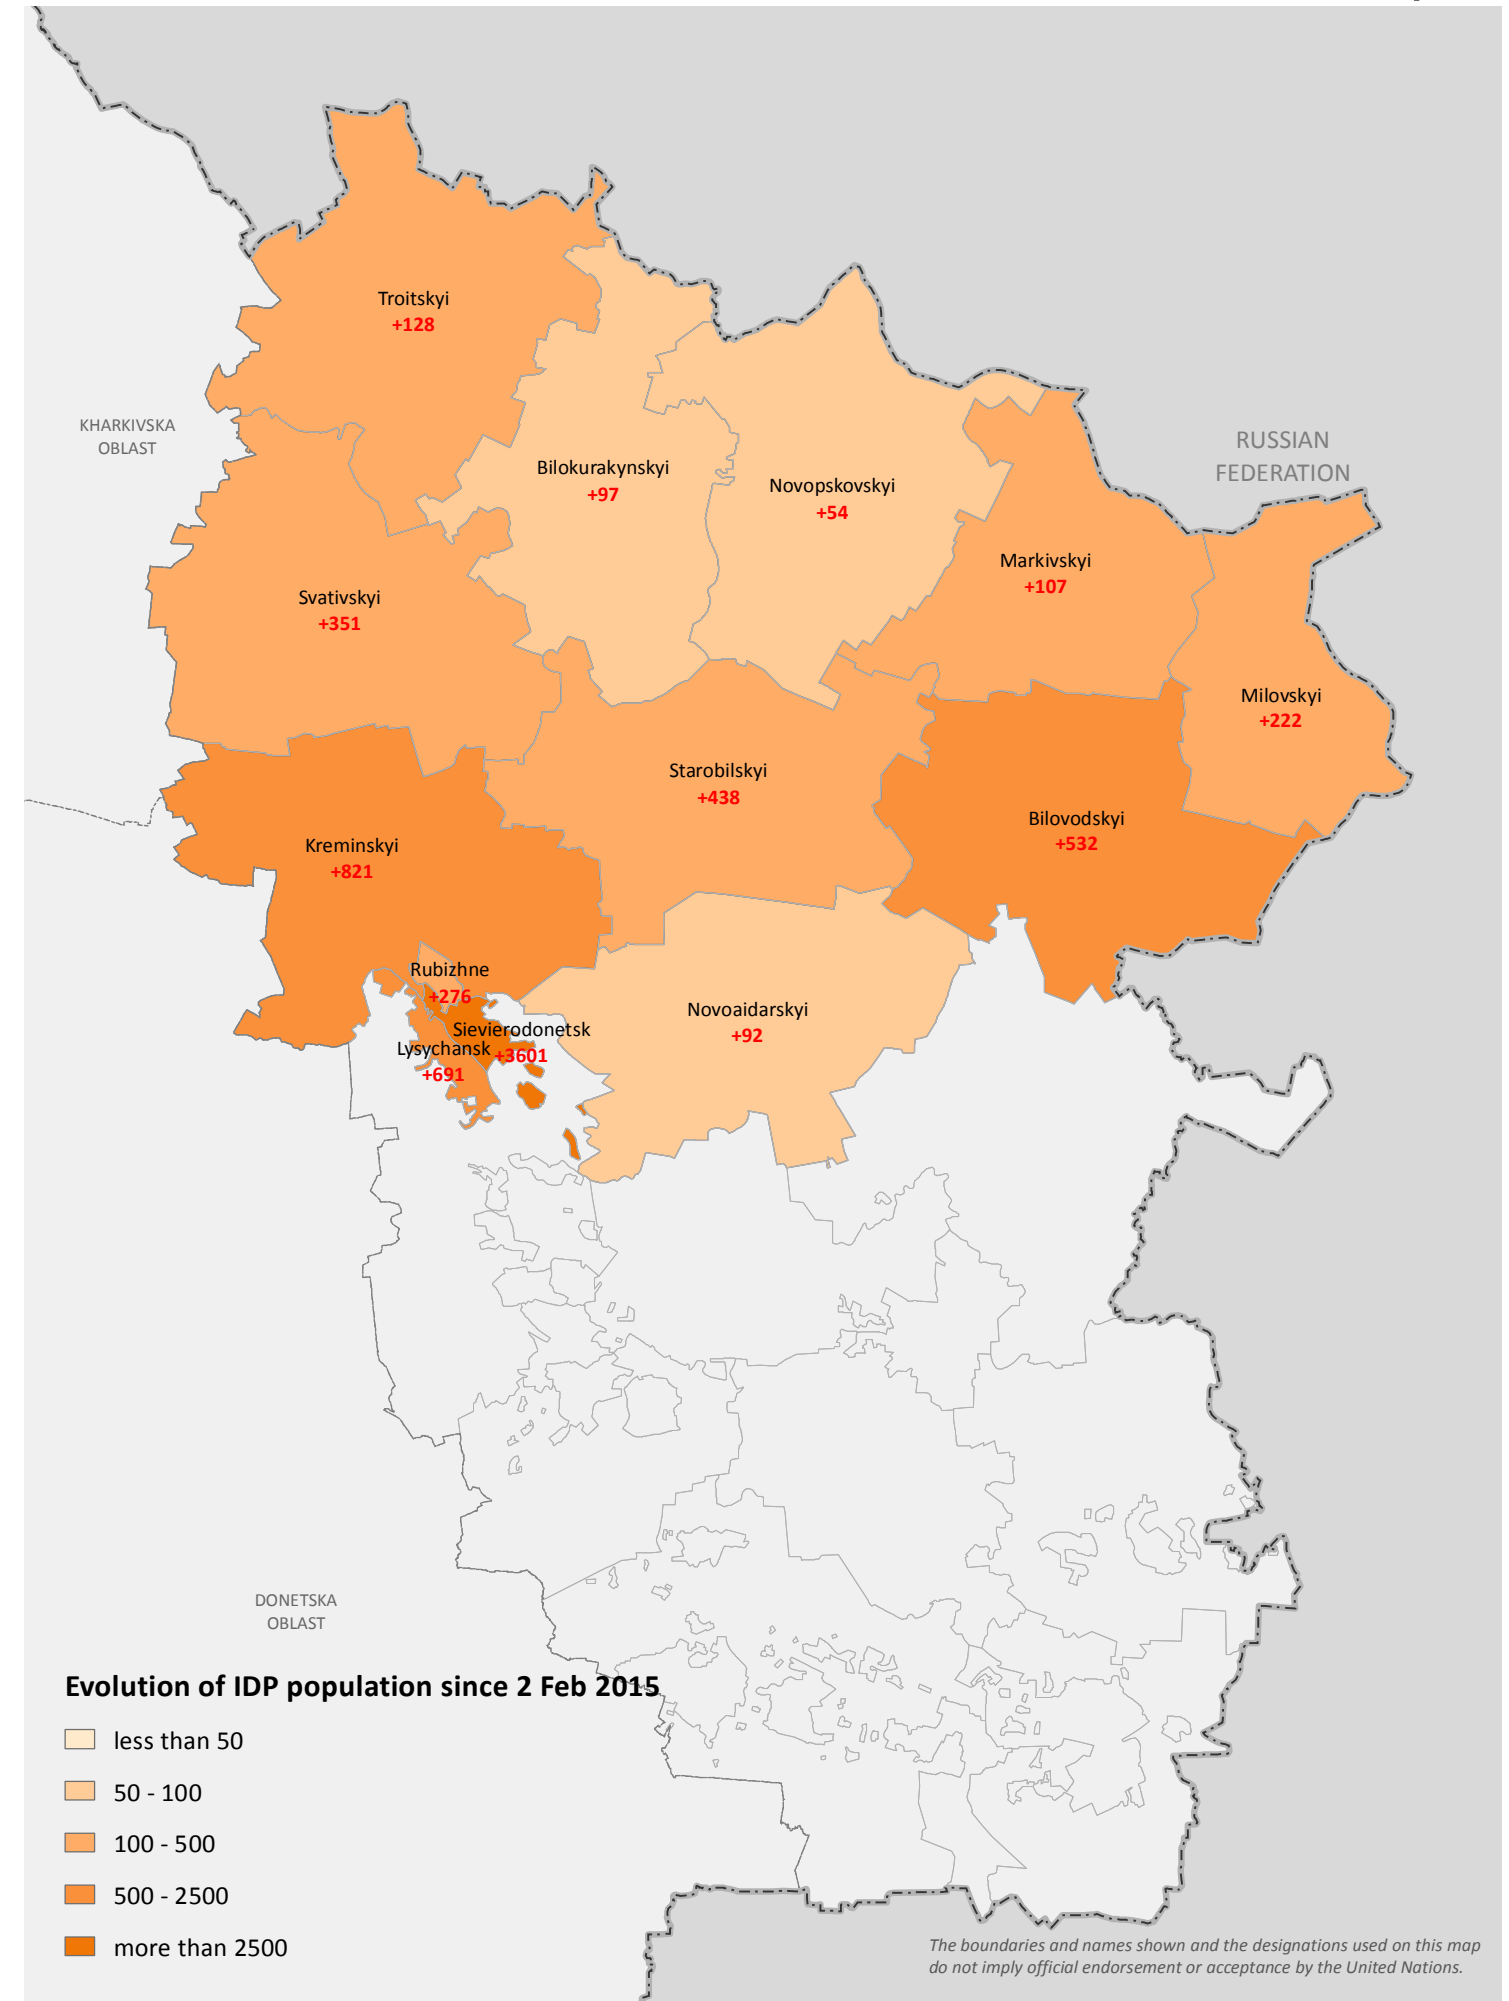 Troitskyi
+128
KHARKIVSKA
OBLAST
RUSSIAN
FEDERATION
Bilokurakynskyi
+97
Novopskovskyi
+54
Markivskyi
+107
Svativskyi
+351
Milovskyi
+222
Starobilskyi
+438
Bilovodskyi
+532
Kreminskyi
+821
Rubizhne
+276
Novoaidarskyi
+92
Sievierodonetsk
+3601
Lysychansk
+691
DONETSKA
OBLAST
Evolution of IDP population since 2 Feb 2015
less than 50
50 - 100
100 - 500
500 - 2500
more than 2500
The boundaries and names shown and the designations used on this map
do not imply official endorsement or acceptance by the United Nations.